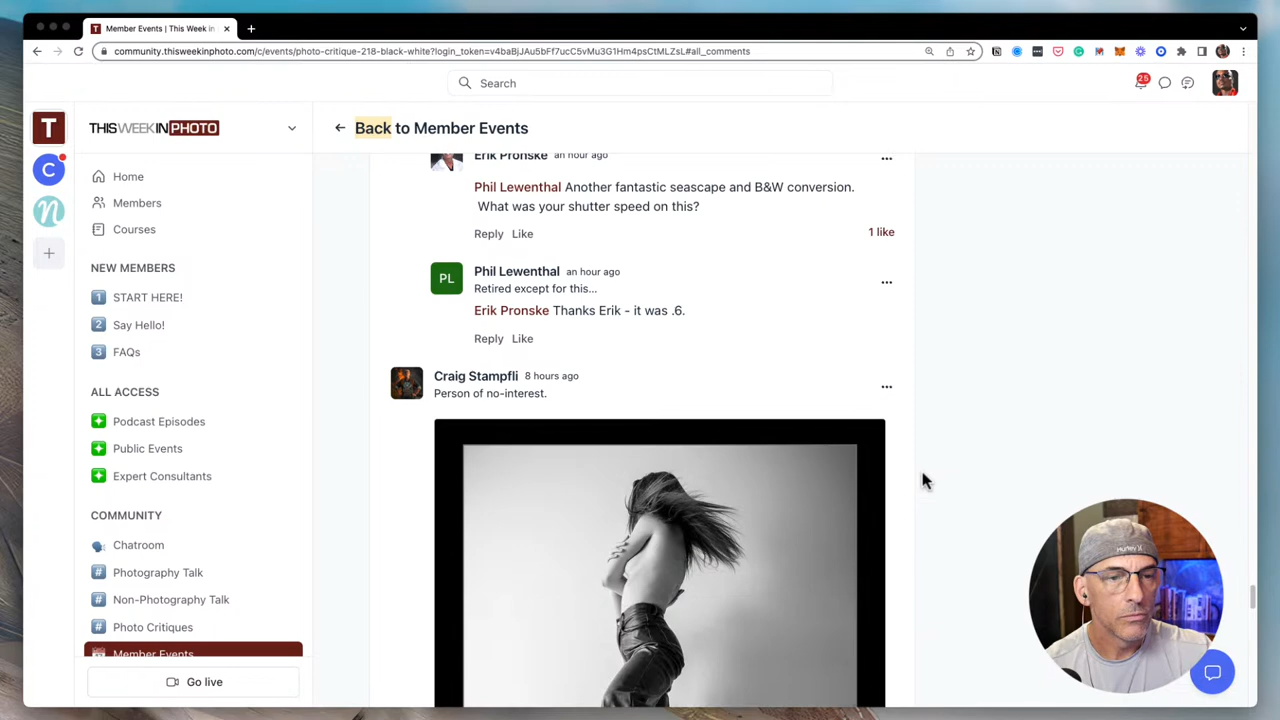 Member Events | This Week in
community.thisweekinphoto.com/c/events/photo-critique-218-black-white?login_token=v4baBjJAu5bFf7ucC5vMu3G1Hm4psCtMLZsL#all_comments
Search
25
T
THISWEEKINPHOTO
C
n
Home
Members
Courses
NEW MEMBERS
1 START HERE!
2 Say Hello!
3 FAQs
ALL ACCESS
Podcast Episodes
Public Events
Expert Consultants
COMMUNITY
Chatroom
# Photography Talk
# Non-Photography Talk
# Photo Critiques
Member Events
Go live
Back to Member Events
Erik Pronske an hour ago
Phil Lewenthal Another fantastic seascape and B&W conversion.
What was your shutter speed on this?
Reply Like
1 like
PL
Phil Lewenthal an hour ago
Retired except for this...
Erik Pronske Thanks Erik - it was .6.
Reply Like
Craig Stampfli 8 hours ago
Person of no-interest.
Hurley